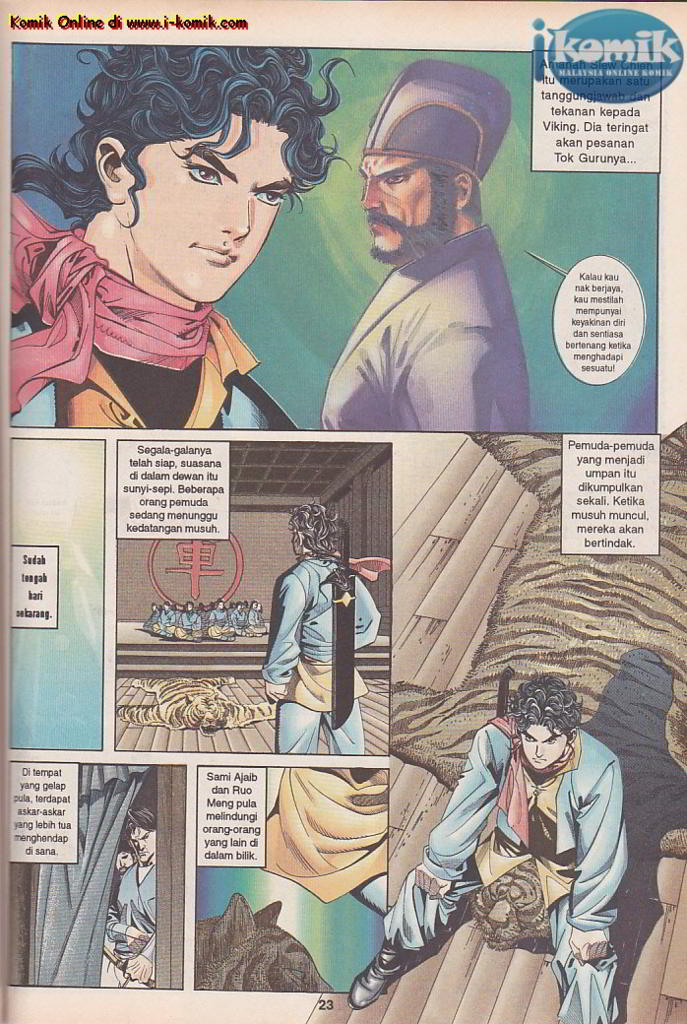 Komik Online di www.i-komik.com
ikomik
MALAYSIA ONLINE KOMIK
Amanah Siew Chien
itu merupakan satu
tanggungjawab dan
tekanan kepada
Viking. Dia teringat
akan pesanan
Tok Gurunya...
Kalau kau
nak berjaya,
kau mestilah
mempunyai
keyakinan diri
dan sentiasa
bertenang ketika
menghadapi
sesuatu!
Sudah
tengah
hari
sekarang.
Segala-galanya
telah siap, suasana
di dalam dewan itu
sunyi-sepi. Beberapa
orang pemuda
sedang menunggu
kedatangan musuh.
車
Pemuda-pemuda
yang menjadi
umpan itu
dikumpulkan
sekali. Ketika
musuh muncul,
mereka akan
bertindak.
Di tempat
yang gelap
pula, terdapat
askar-askar
yang lebih tua
menghendap
di sana.
Sami Ajaib
dan Ruo
Meng pula
melindungi
orang-orang
yang lain di
dalam bilik.
23